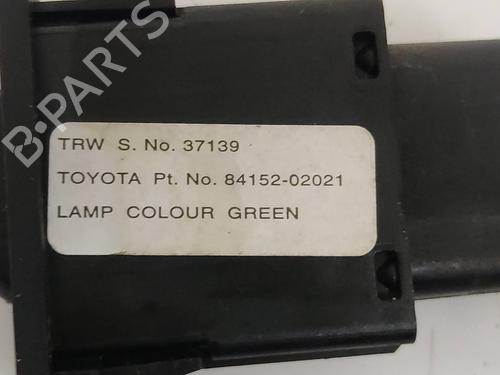 B-PARTS
TRW S. No. 37139
TOYOTA Pt. No. 84152-02021
LAMP COLOUR GREEN